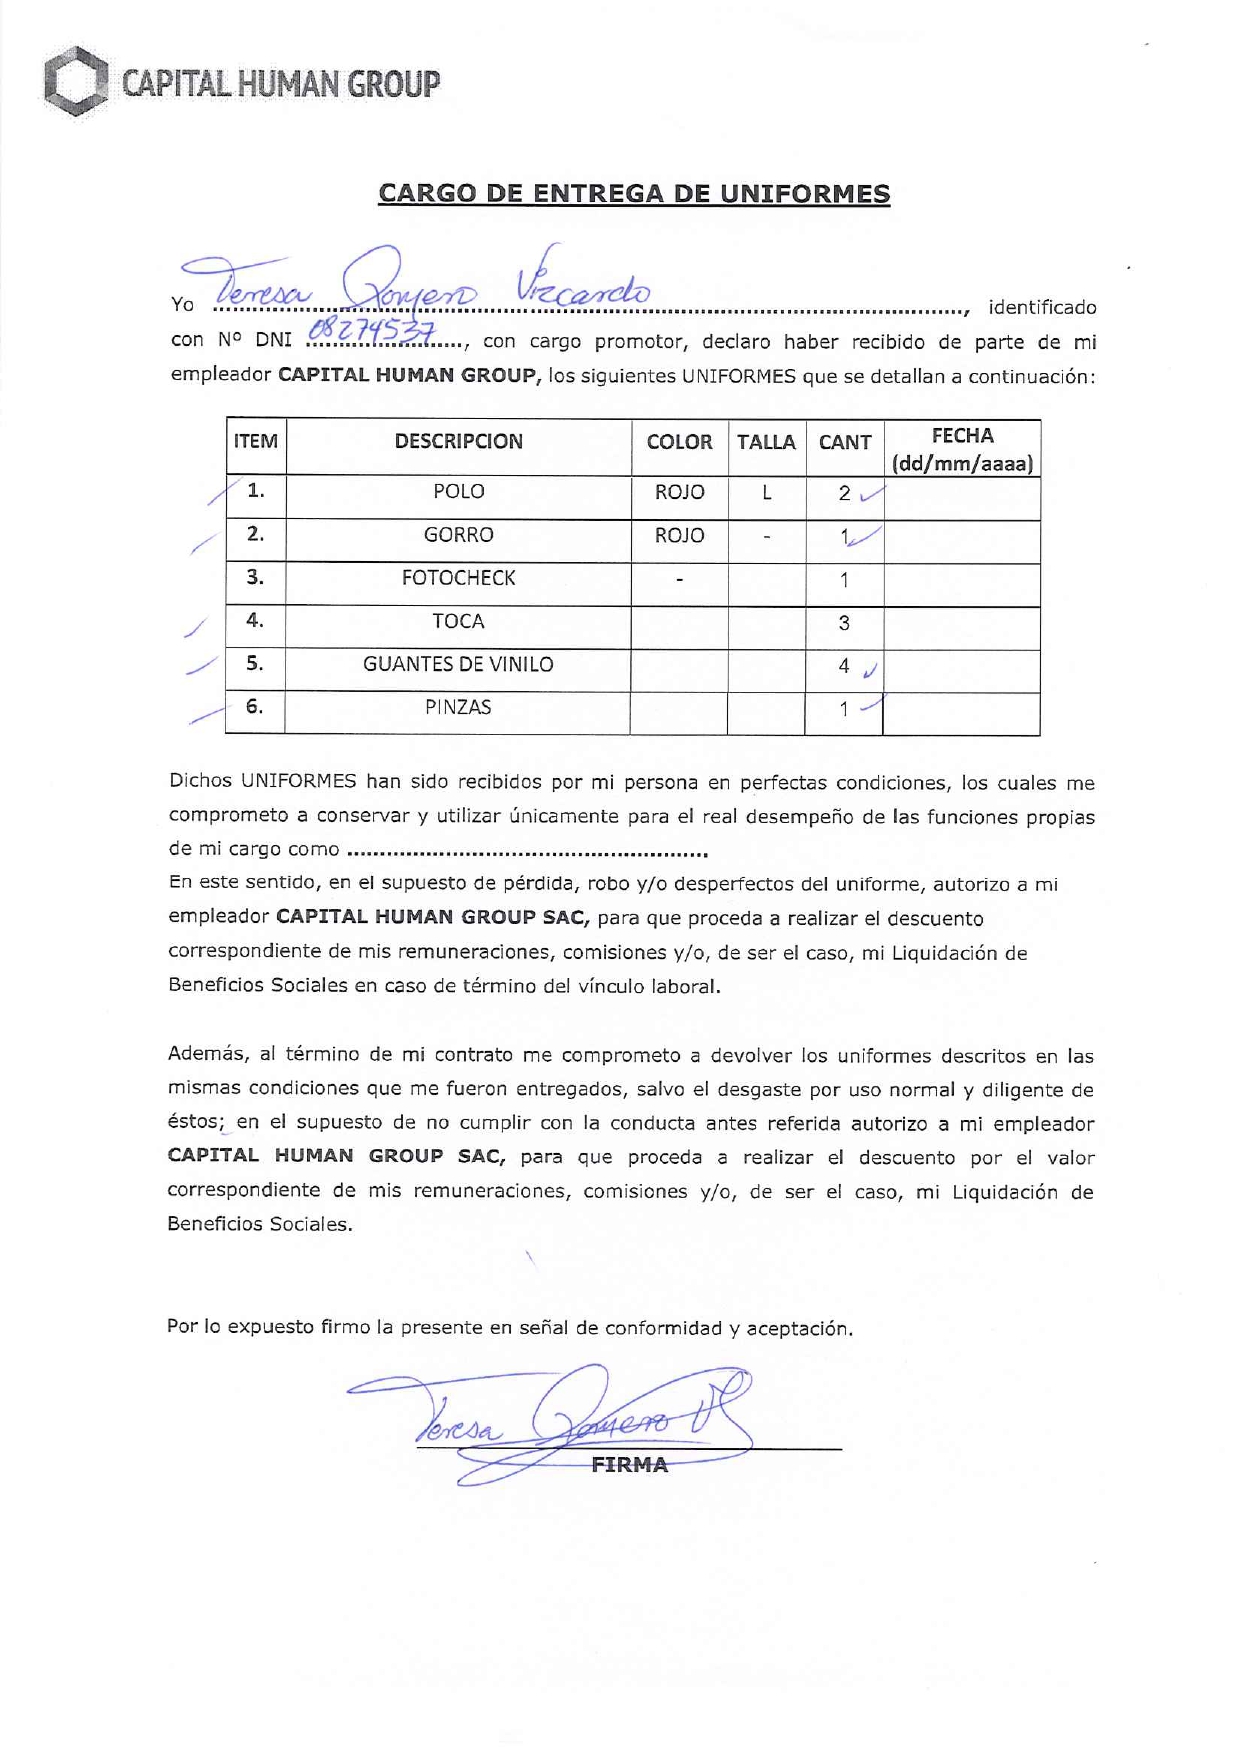 CAPITAL HUMAN GROUP
CARGO DE ENTREGA DE UNIFORMES
Yo Teresa Romero Vizcardo, identificado
con Nº DNI 08274537, con cargo promotor, declaro haber recibido de parte de mi
empleador CAPITAL HUMAN GROUP, los siguientes UNIFORMES que se detallan a continuación:
ITEM DESCRIPCION COLOR TALLA CANT FECHA (dd/mm/aaaa)
1. POLO ROJO L 2
2. GORRO ROJO - 1
3. FOTOCHECK - 1
4. TOCA 3
5. GUANTES DE VINILO 4
6. PINZAS 1
Dichos UNIFORMES han sido recibidos por mi persona en perfectas condiciones, los cuales me
comprometo a conservar y utilizar únicamente para el real desempeño de las funciones propias
de mi cargo como ........................................................
En este sentido, en el supuesto de pérdida, robo y/o desperfectos del uniforme, autorizo a mi
empleador CAPITAL HUMAN GROUP SAC, para que proceda a realizar el descuento
correspondiente de mis remuneraciones, comisiones y/o, de ser el caso, mi Liquidación de
Beneficios Sociales en caso de término del vínculo laboral.
Además, al término de mi contrato me comprometo a devolver los uniformes descritos en las
mismas condiciones que me fueron entregados, salvo el desgaste por uso normal y diligente de
éstos; en el supuesto de no cumplir con la conducta antes referida autorizo a mi empleador
CAPITAL HUMAN GROUP SAC, para que proceda a realizar el descuento por el valor
correspondiente de mis remuneraciones, comisiones y/o, de ser el caso, mi Liquidación de
Beneficios Sociales.
Por lo expuesto firmo la presente en señal de conformidad y aceptación.
Teresa Romero V
FIRMA